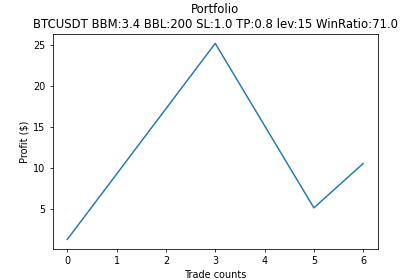 Portfolio
BTCUSDT BBM:3.4 BBL:200 SL:1.0 TP:0.8 lev:15 WinRatio:71.0
25
20
15
10
5
Profit ($)
0 1 2 3 4 5 6
Trade counts